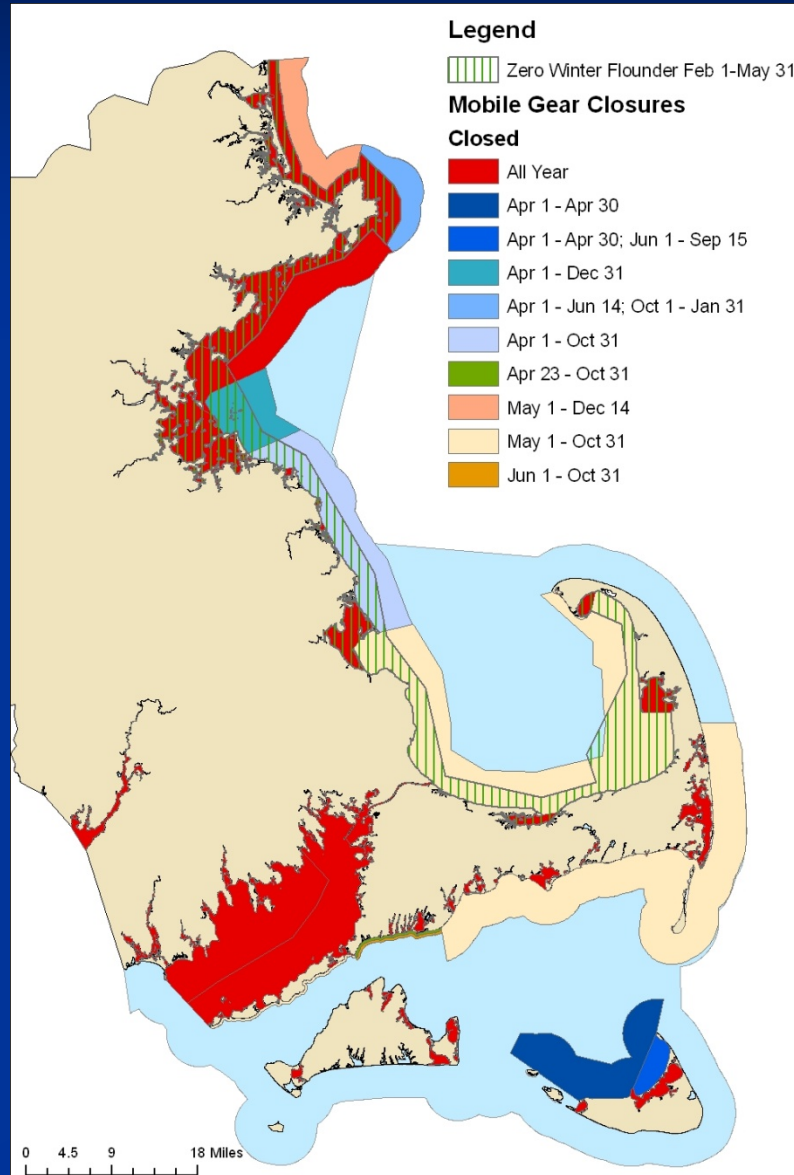 Legend
Zero Winter Flounder Feb 1-May 31
Mobile Gear Closures
Closed
All Year
Apr 1 - Apr 30
Apr 1 - Apr 30; Jun 1 - Sep 15
Apr 1 - Dec 31
Apr 1 - Jun 14; Oct 1 - Jan 31
Apr 1 - Oct 31
Apr 23 - Oct 31
May 1 - Dec 14
May 1 - Oct 31
Jun 1 - Oct 31
0 4.5 9 18 Miles